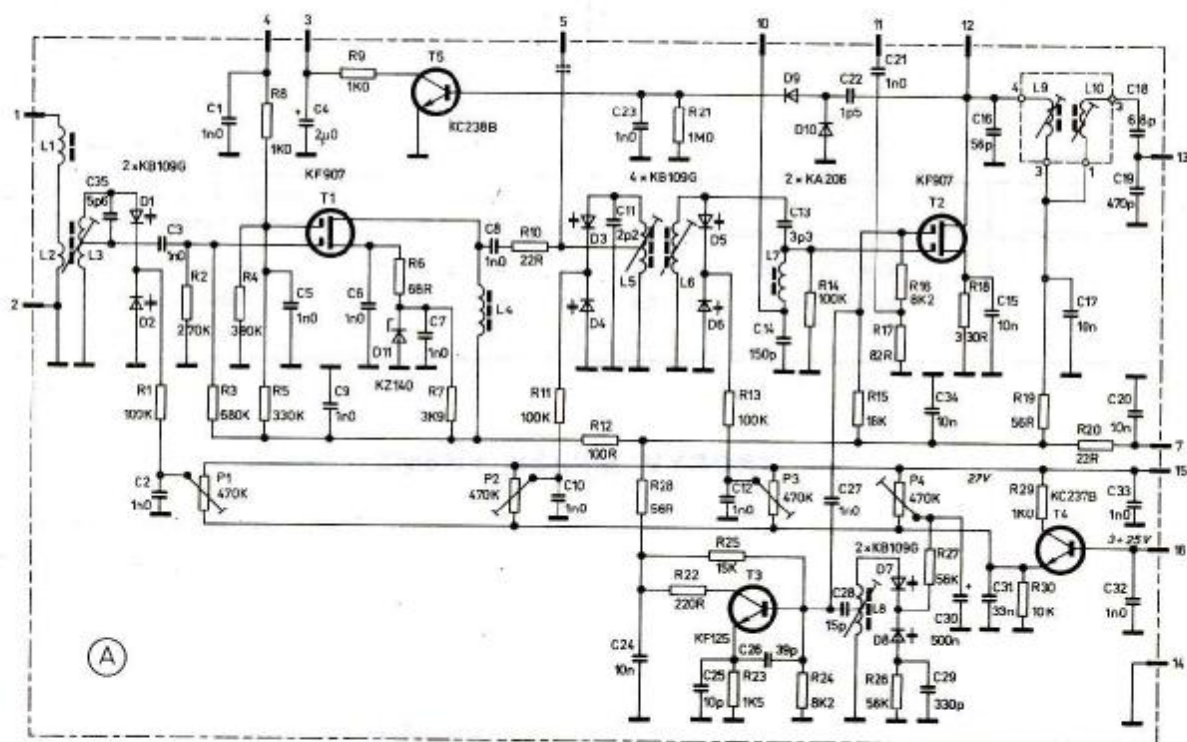 4
3
5
10
11
12
1
2
13
7
15
16
14
L1
L2
L3
2xKB109G
C35
5p6
D1
D2
C1
1n0
R8
1K0
R9
1K0
C4
+
2μ0
T5
KC238B
C23
1n0
R21
1M0
D9
D10
C22
1p5
C21
1n0
C16
56p
4
L9
L10
3
1
C18
6,8p
C19
470p
KF907
T1
C3
1n0
R2
270K
R4
R6
68R
C5
1n0
C6
1n0
C7
1n0
D11
KZ140
R7
3K9
L4
C8
1n0
R10
22R
4xKB109G
D3
D4
C11
2p2
L5
L6
D5
D6
2xKA206
C13
3p3
L7
C14
150p
R14
100K
KF907
T2
R16
8K2
R17
82R
R18
330R
C15
10n
C17
10n
R1
100K
R3
680K
R5
330K
C9
1n0
R11
100K
R12
100R
R13
100K
R15
C34
10n
R19
56R
R20
22R
C20
10n
C2
1n0
P1
470K
P2
470K
C10
1n0
R28
56R
C12
1n0
P3
470K
C27
1n0
P4
470K
27V
R29
1K0
KC237B
T4
C33
1n0
3÷25V
R25
15K
R22
220R
T3
KF125
2xKB109G
D7
D8
C28
15p
L8
R27
56K
+
C30
500n
C31
33n
R30
10K
C32
1n0
C24
10n
C25
10p
C26
39p
R23
1K5
R24
8K2
R26
56K
C29
330p
A